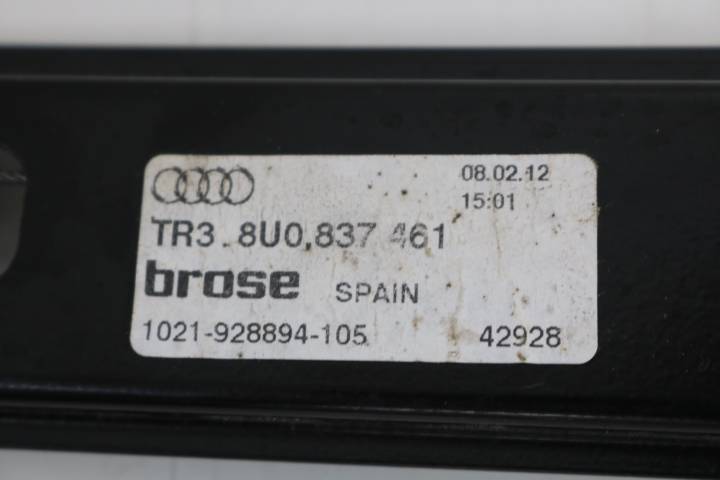 08.02.12
15:01
TR3. 8U0.837 461
brose SPAIN
1021-928894-105 42928